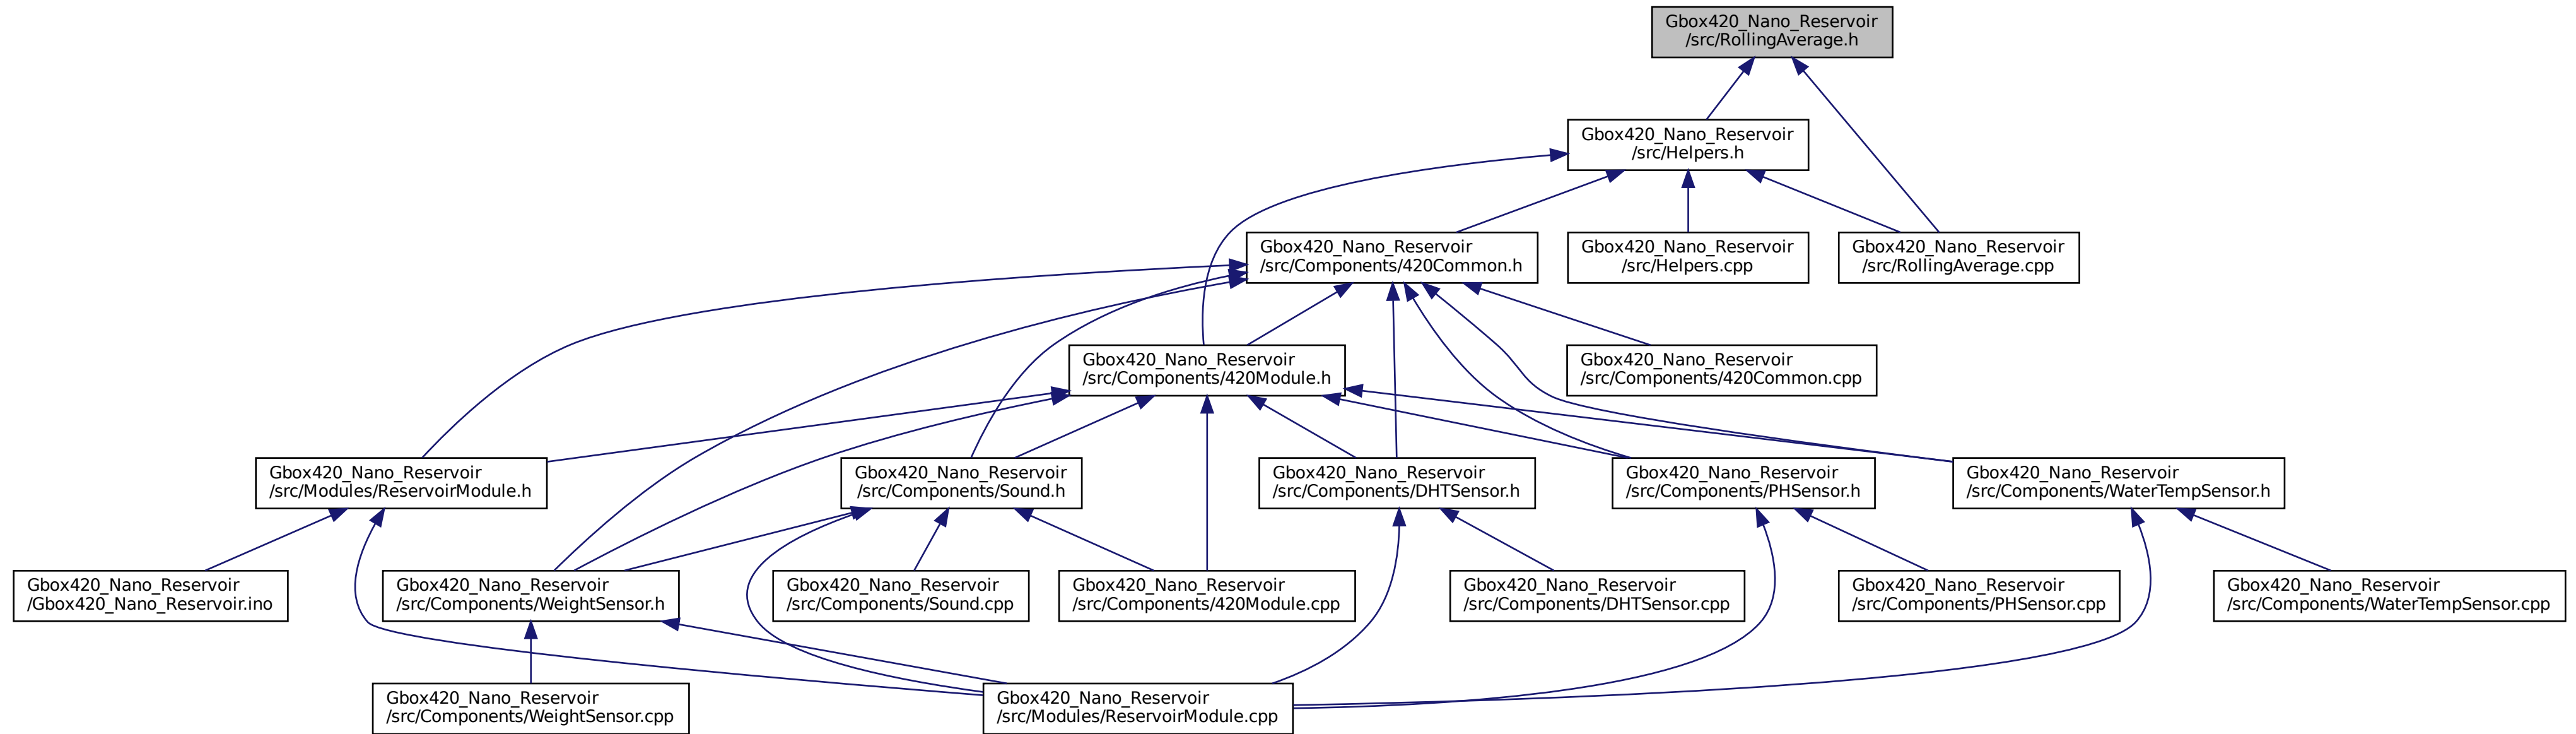 Gbox420_Nano_Reservoir
/src/RollingAverage.h
Gbox420_Nano_Reservoir
/src/Helpers.h
Gbox420_Nano_Reservoir
/src/Components/420Common.h
Gbox420_Nano_Reservoir
/src/Helpers.cpp
Gbox420_Nano_Reservoir
/src/RollingAverage.cpp
Gbox420_Nano_Reservoir
/src/Components/420Module.h
Gbox420_Nano_Reservoir
/src/Components/420Common.cpp
Gbox420_Nano_Reservoir
/src/Modules/ReservoirModule.h
Gbox420_Nano_Reservoir
/src/Components/Sound.h
Gbox420_Nano_Reservoir
/src/Components/DHTSensor.h
Gbox420_Nano_Reservoir
/src/Components/PHSensor.h
Gbox420_Nano_Reservoir
/src/Components/WaterTempSensor.h
Gbox420_Nano_Reservoir
/Gbox420_Nano_Reservoir.ino
Gbox420_Nano_Reservoir
/src/Components/WeightSensor.h
Gbox420_Nano_Reservoir
/src/Components/Sound.cpp
Gbox420_Nano_Reservoir
/src/Components/420Module.cpp
Gbox420_Nano_Reservoir
/src/Components/DHTSensor.cpp
Gbox420_Nano_Reservoir
/src/Components/PHSensor.cpp
Gbox420_Nano_Reservoir
/src/Components/WaterTempSensor.cpp
Gbox420_Nano_Reservoir
/src/Components/WeightSensor.cpp
Gbox420_Nano_Reservoir
/src/Modules/ReservoirModule.cpp